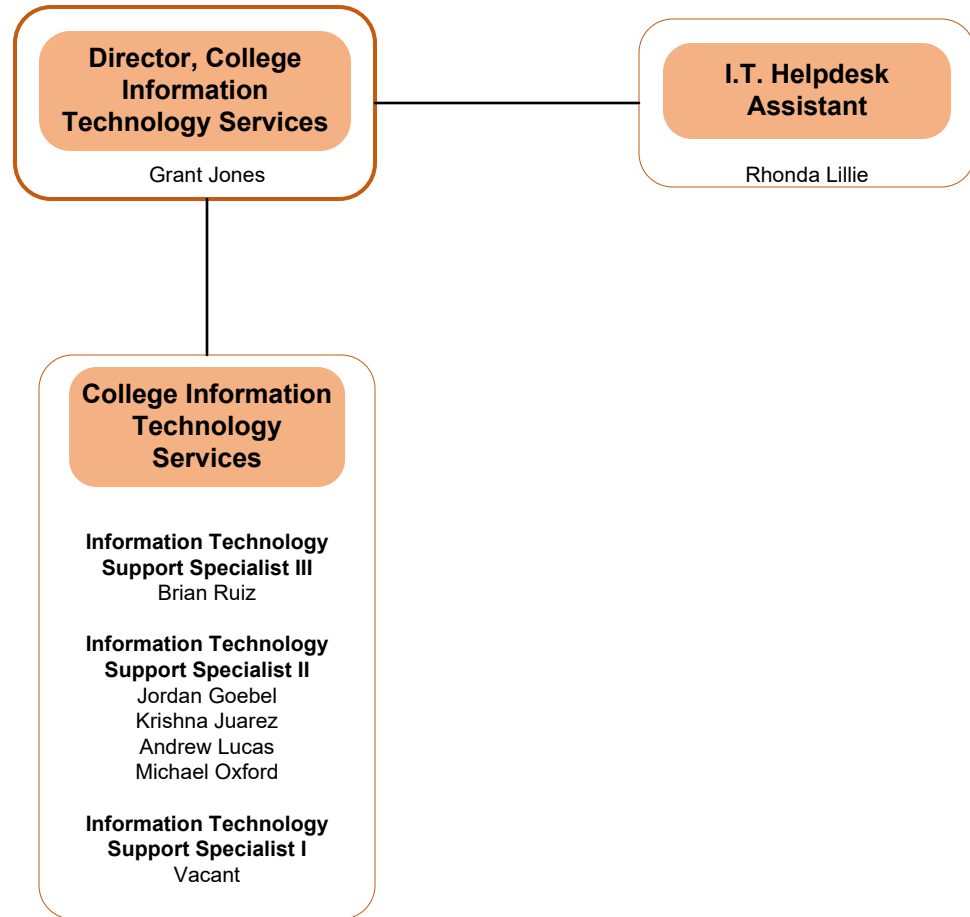 Director, College
Information
Technology Services
Grant Jones
I.T. Helpdesk
Assistant
Rhonda Lillie
College Information
Technology
Services
Information Technology
Support Specialist III
Brian Ruiz
Information Technology
Support Specialist II
Jordan Goebel
Krishna Juarez
Andrew Lucas
Michael Oxford
Information Technology
Support Specialist I
Vacant